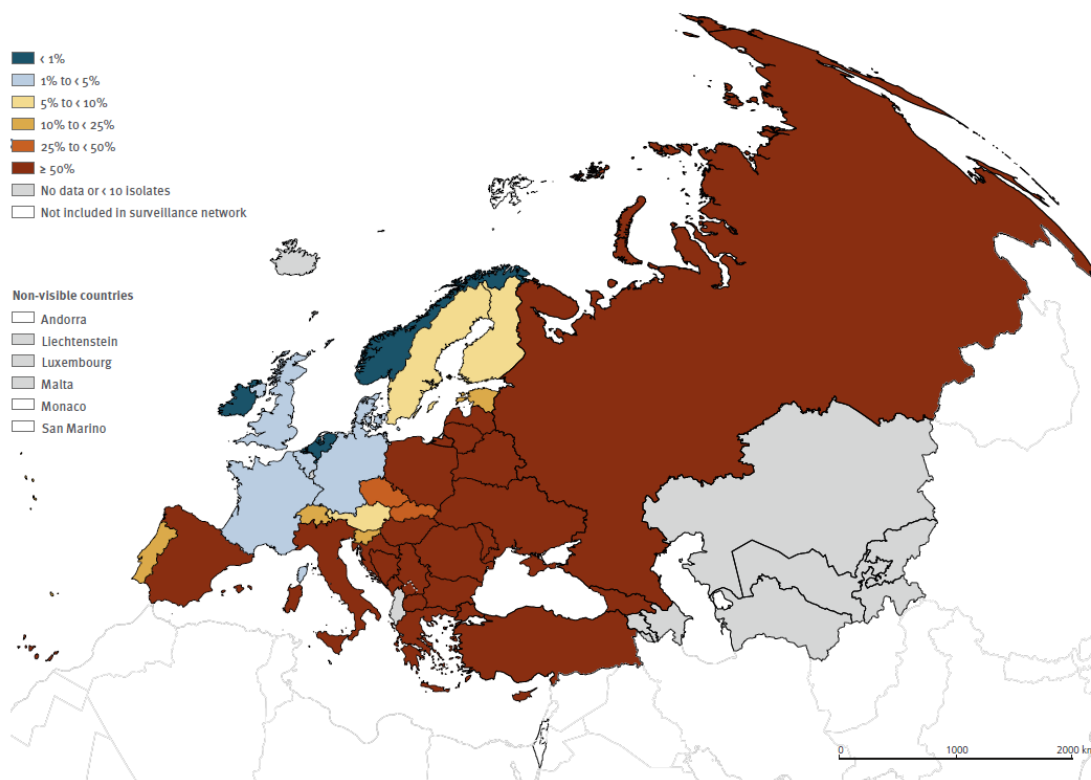 < 1%
1% to < 5%
5% to < 10%
10% to < 25%
25% to < 50%
≥ 50%
No data or < 10 isolates
Not included in surveillance network
Non-visible countries
Andorra
Liechtenstein
Luxembourg
Malta
Monaco
San Marino
0 1000 2000 km